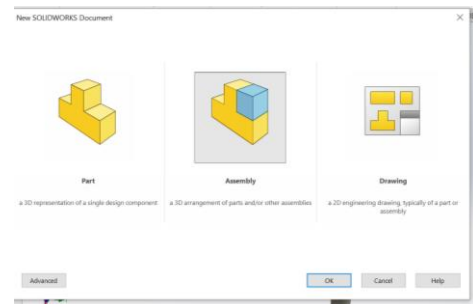 New SOLIDWORKS Document
Part
Assembly
Drawing
a 3D representation of a single design component
a 3D arrangement of parts and/or other assemblies
a 2D engineering drawing, typically of a part or
assembly
Advanced
OK
Cancel
Help